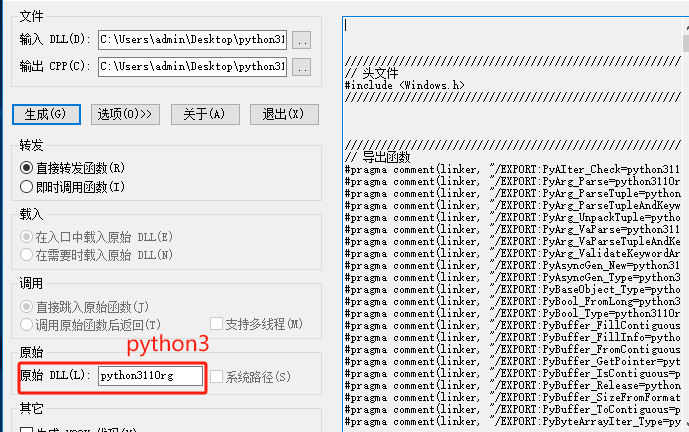 文件
输入 DLL(D): C:\Users\admin\Desktop\python31 ..
输出 CPP(C): C:\Users\admin\Desktop\python31 ..
生成(G) 选项(O)>> 关于(A) 退出(X)
转发
直接转发函数(R)
即时调用函数(I)
载入
在入口中载入原始 DLL(E)
在需要时载入原始 DLL(N)
调用
直接跳入原始函数(J)
调用原始函数后返回(T) 支持多线程(M)
原始
python3
原始 DLL(L): python311Org 系统路径(S)
其它
////////////////////////////////////////////////
// 头文件
#include <Windows.h>
////////////////////////////////////////////////
////////////////////////////////////////////////
// 导出函数
#pragma comment(linker, "/EXPORT:PyAIter_Check=python311
#pragma comment(linker, "/EXPORT:PyArg_Parse=python311Or
#pragma comment(linker, "/EXPORT:PyArg_ParseTuple=python
#pragma comment(linker, "/EXPORT:PyArg_ParseTupleAndKeyw
#pragma comment(linker, "/EXPORT:PyArg_UnpackTuple=pytho
#pragma comment(linker, "/EXPORT:PyArg_VaParse=python311
#pragma comment(linker, "/EXPORT:PyArg_VaParseTupleAndKe
#pragma comment(linker, "/EXPORT:PyArg_ValidateKeywordAr
#pragma comment(linker, "/EXPORT:PyAsyncGen_New=python31
#pragma comment(linker, "/EXPORT:PyAsyncGen_Type=python3
#pragma comment(linker, "/EXPORT:PyBaseObject_Type=pytho
#pragma comment(linker, "/EXPORT:PyBool_FromLong=python3
#pragma comment(linker, "/EXPORT:PyBool_Type=python311Or
#pragma comment(linker, "/EXPORT:PyBuffer_FillContiguous
#pragma comment(linker, "/EXPORT:PyBuffer_FillInfo=pytho
#pragma comment(linker, "/EXPORT:PyBuffer_FromContiguous
#pragma comment(linker, "/EXPORT:PyBuffer_GetPointer=pyt
#pragma comment(linker, "/EXPORT:PyBuffer_IsContiguous=p
#pragma comment(linker, "/EXPORT:PyBuffer_Release=python
#pragma comment(linker, "/EXPORT:PyBuffer_SizeFromFormat
#pragma comment(linker, "/EXPORT:PyBuffer_ToContiguous=p
#pragma comment(linker, "/EXPORT:PyByteArrayIter_Type=py